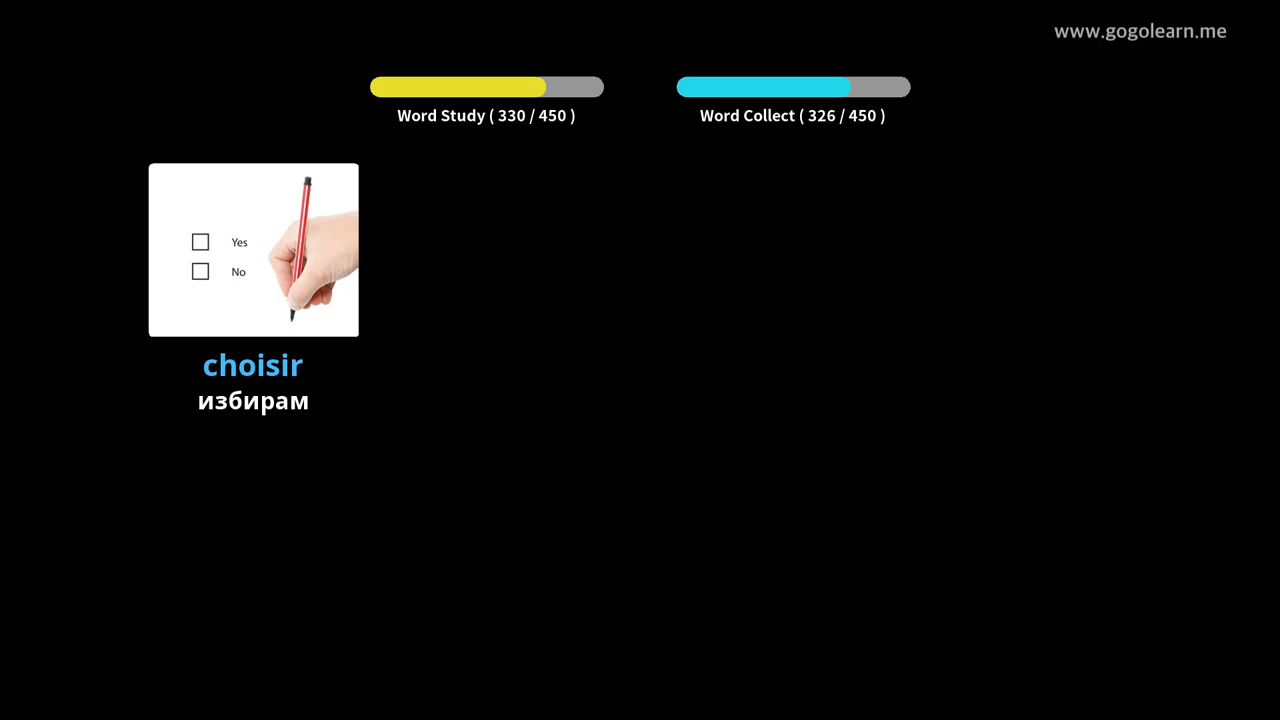 www.gogolearn.me
Word Study ( 330 / 450 )
Word Collect ( 326 / 450 )
Yes
No
choisir
избирам